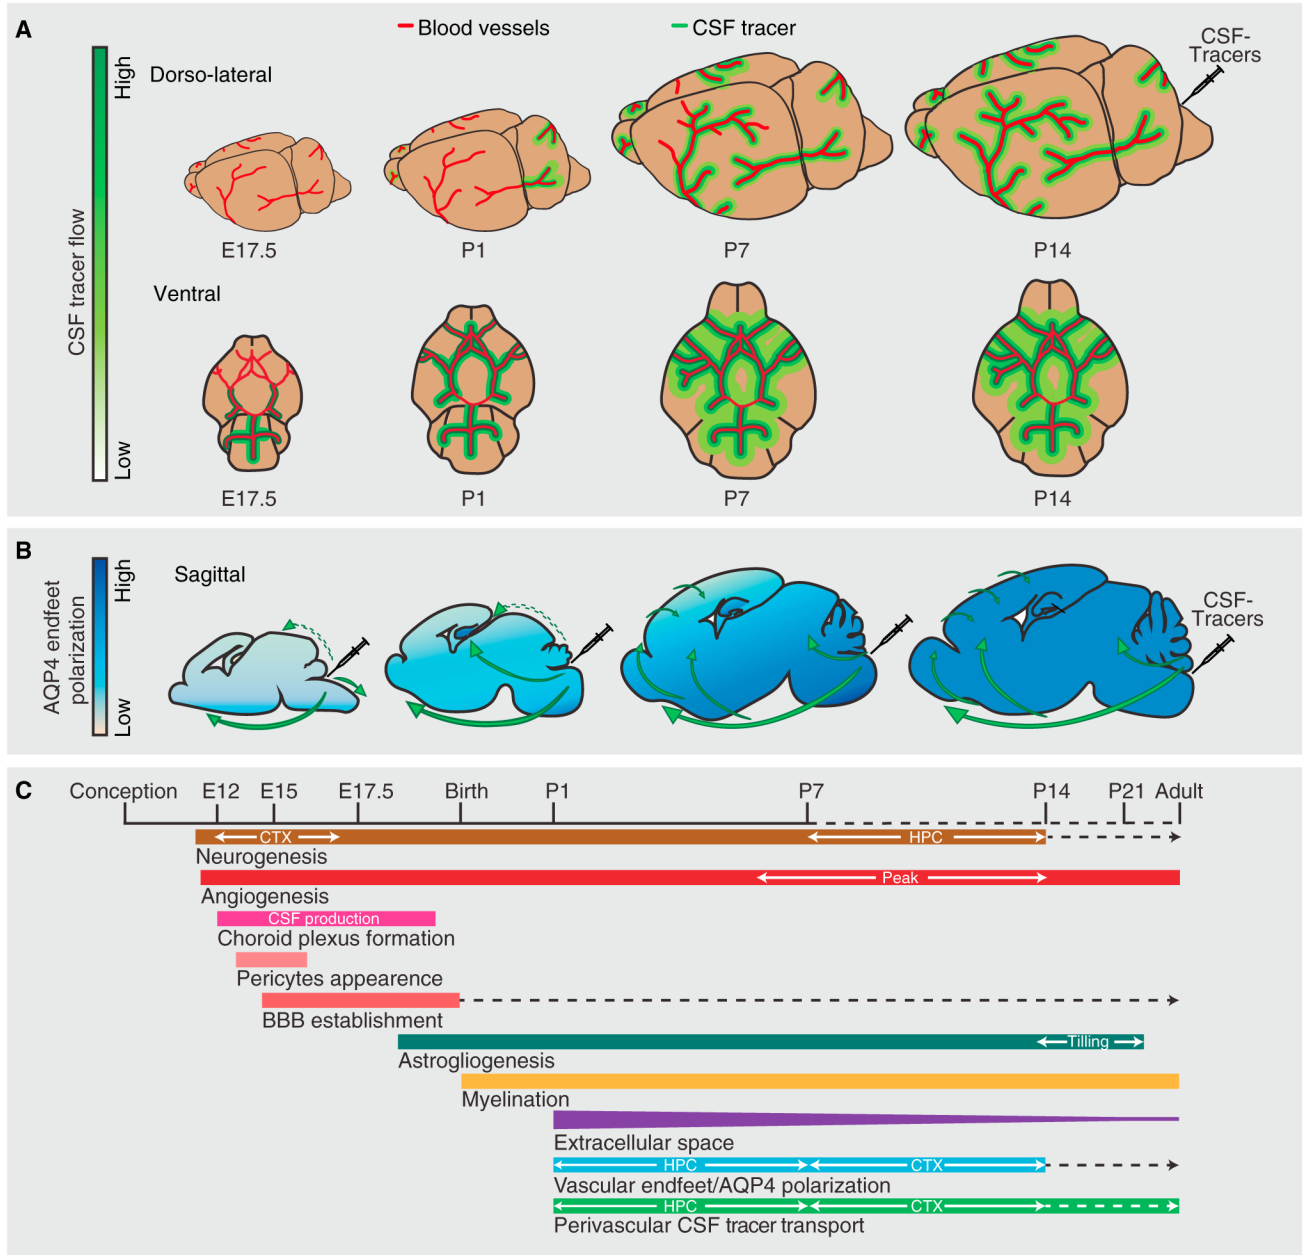 A
Blood vessels
CSF tracer
High
Dorso-lateral
CSF-
Tracers
CSF tracer flow
E17.5
P1
P7
P14
Ventral
Low
E17.5
P1
P7
P14
B
AQP4 endfeet
polarization
High
Low
Sagittal
CSF-
Tracers
C
Conception
E12
E15
E17.5
Birth
P1
P7
P14
P21
Adult
CTX
HPC
Neurogenesis
Peak
Angiogenesis
CSF production
Choroid plexus formation
Pericytes appearence
BBB establishment
Tilling
Astrogliogenesis
Myelination
Extracellular space
HPC
CTX
Vascular endfeet/AQP4 polarization
HPC
CTX
Perivascular CSF tracer transport